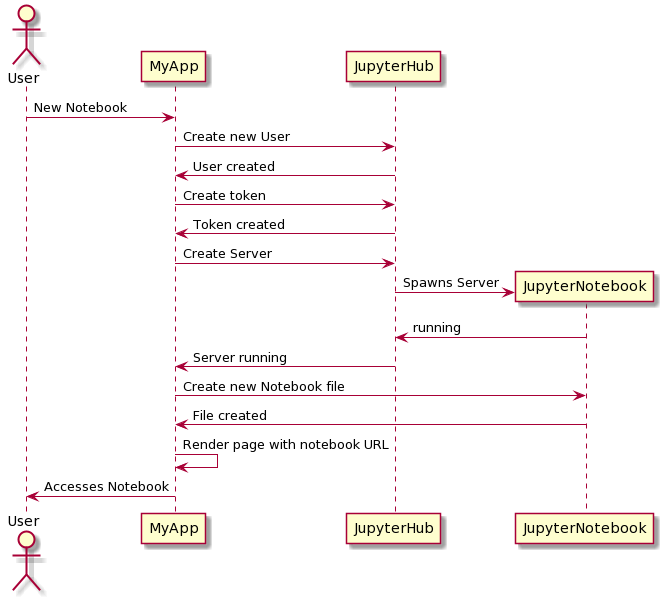 User
MyApp
JupyterHub
New Notebook
Create new User
User created
Create token
Token created
Create Server
Spawns Server
JupyterNotebook
running
Server running
Create new Notebook file
File created
Render page with notebook URL
Accesses Notebook
User
MyApp
JupyterHub
JupyterNotebook